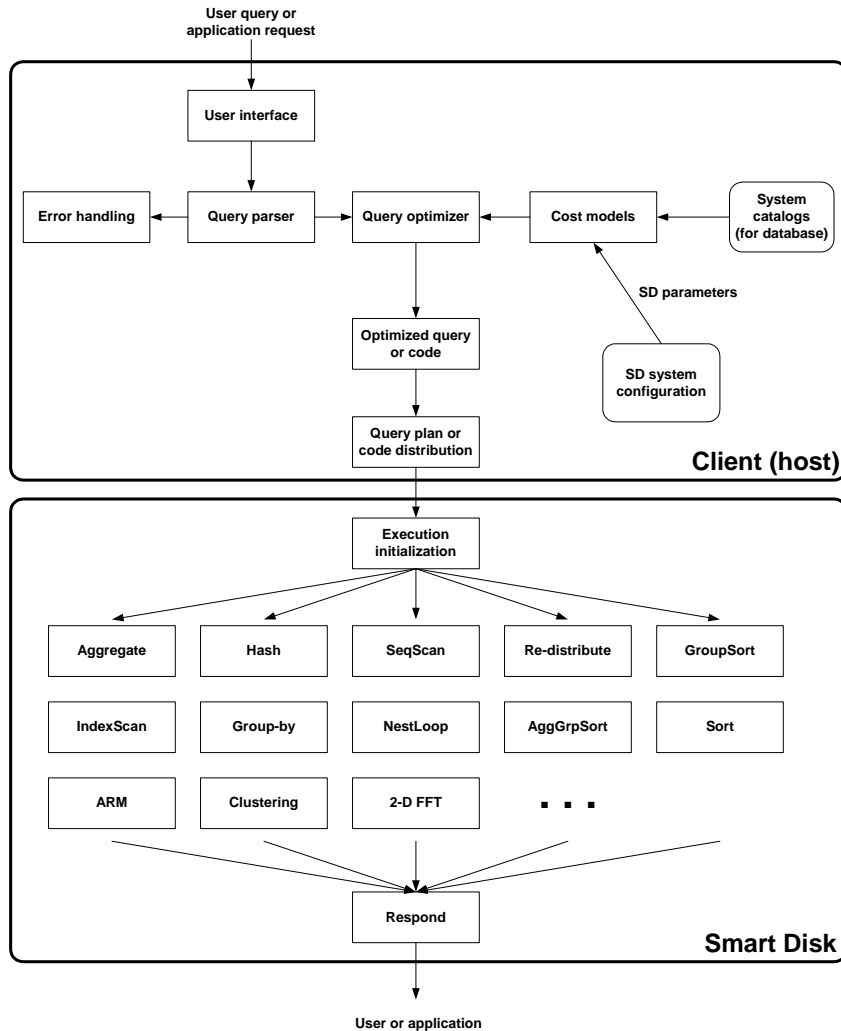 User query or
application request
User interface
Error handling
Query parser
Query optimizer
Cost models
System
catalogs
(for database)
SD parameters
Optimized query
or code
SD system
configuration
Query plan or
code distribution
Client (host)
Execution
initialization
Aggregate
Hash
SeqScan
Re-distribute
GroupSort
IndexScan
Group-by
NestLoop
AggGrpSort
Sort
ARM
Clustering
2-D FFT
. . .
Respond
Smart Disk
User or application